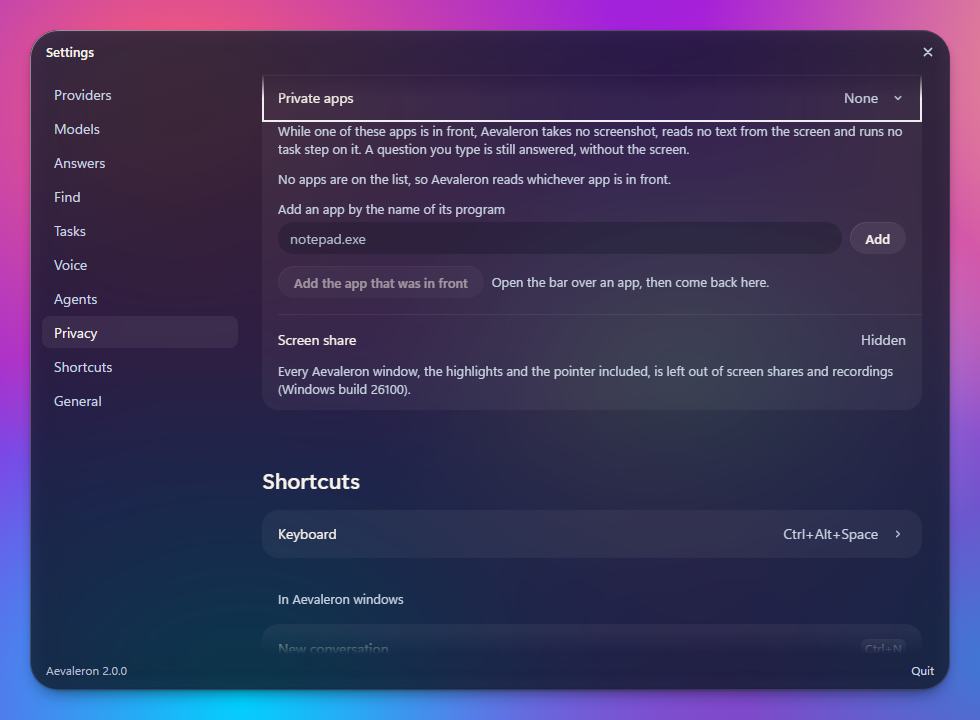 Settings
Providers
Models
Answers
Find
Tasks
Voice
Agents
Privacy
Shortcuts
General
Private apps
None
While one of these apps is in front, Aevaleron takes no screenshot, reads no text from the screen and runs no
task step on it. A question you type is still answered, without the screen.
No apps are on the list, so Aevaleron reads whichever app is in front.
Add an app by the name of its program
notepad.exe
Add
Add the app that was in front
Open the bar over an app, then come back here.
Screen share
Hidden
Every Aevaleron window, the highlights and the pointer included, is left out of screen shares and recordings
(Windows build 26100).
Shortcuts
Keyboard
Ctrl+Alt+Space
In Aevaleron windows
New conversation
Ctrl+N
Aevaleron 2.0.0
Quit